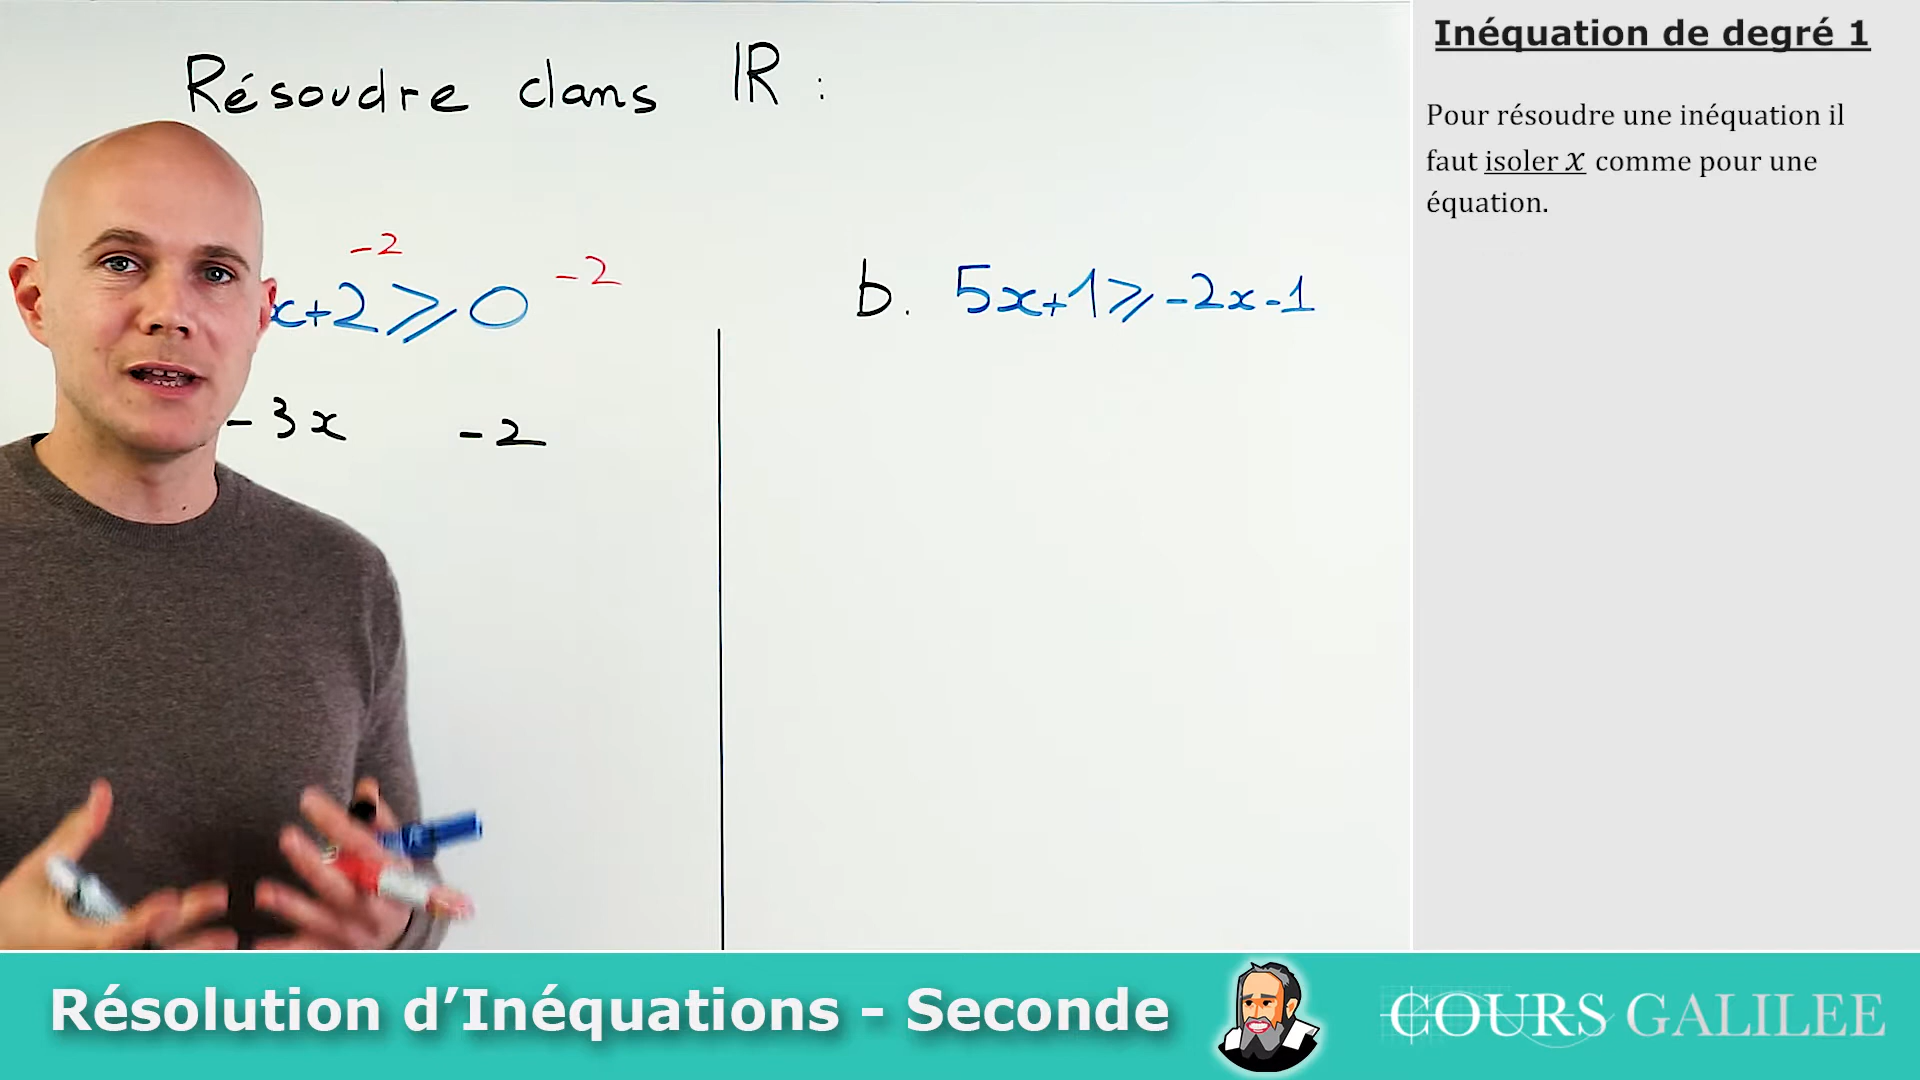 Résoudre dans IR :
-2
-2
x+2⩾0
-3x -2
b. 5x+1⩾-2x-1
Inéquation de degré 1
Pour résoudre une inéquation il
faut isoler x comme pour une
équation.
Résolution d’Inéquations - Seconde
COURS GALILEE